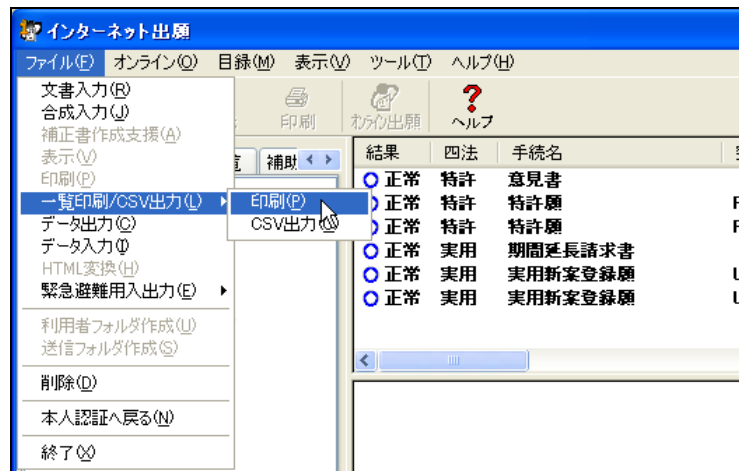 インターネット出願
ファイル(F) オンライン(O) 目録(M) 表示(V) ツール(T) ヘルプ(H)
文書入力(R)
合成入力(J)
補正書作成支援(A)
表示(V)
印刷(P)
一覧印刷/CSV出力(L)
データ出力(C)
データ入力(I)
HTML変換(H)
緊急避難用入出力(E)
利用者フォルダ作成(U)
送信フォルダ作成(S)
削除(D)
本人認証へ戻る(N)
終了(X)
印刷(P)
CSV出力
印刷
オンライン出願
ヘルプ
補助
結果 四法 手続名
正常 特許 意見書
正常 特許 特許願
正常 特許 特許願
正常 実用 期間延長請求書
正常 実用 実用新案登録願
正常 実用 実用新案登録願